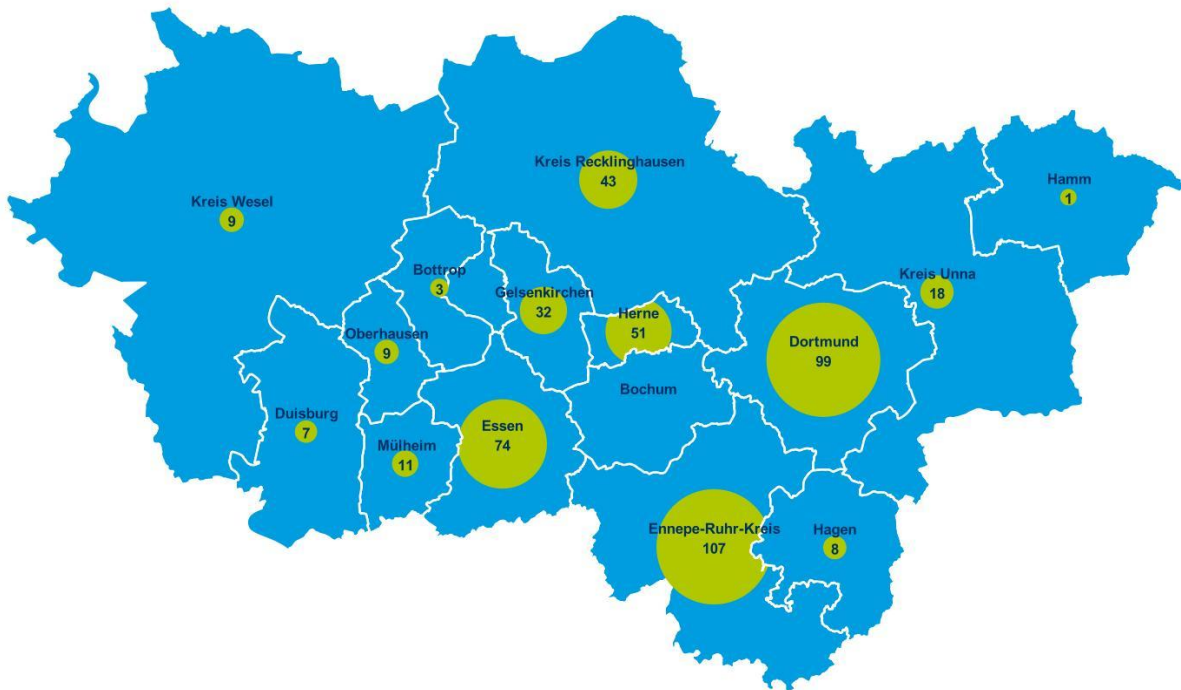 Kreis Recklinghausen
43
Hamm
1
Kreis Wesel
9
Bottrop
3
Gelsenkirchen
32
Kreis Unna
18
Herne
51
Oberhausen
9
Dortmund
99
Bochum
Duisburg
7
Essen
74
Mülheim
11
Ennepe-Ruhr-Kreis
107
Hagen
8